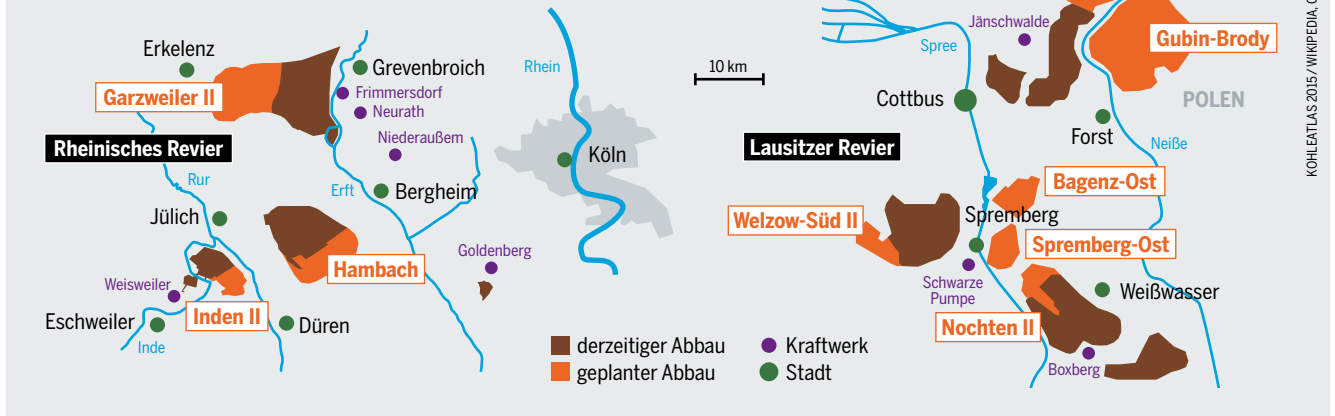 Erkelenz
Garzweiler II
Grevenbroich
Frimmersdorf
Neurath
Niederaußem
Rheinisches Revier
Rur
Erft
Bergheim
Jülich
Hambach
Weisweiler
Inden II
Eschweiler
Inde
Düren
Goldenberg
Rhein
Köln
10 km
derzeitiger Abbau
geplanter Abbau
Kraftwerk
Stadt
Spree
Jänschwalde
Gubin-Brody
POLEN
Cottbus
Forst
Neiße
Lausitzer Revier
Bagenz-Ost
Welzow-Süd II
Spremberg
Spremberg-Ost
Schwarze
Pumpe
Weißwasser
Nochten II
Boxberg
KOHLEATLAS 2015 / WIKIPEDIA,